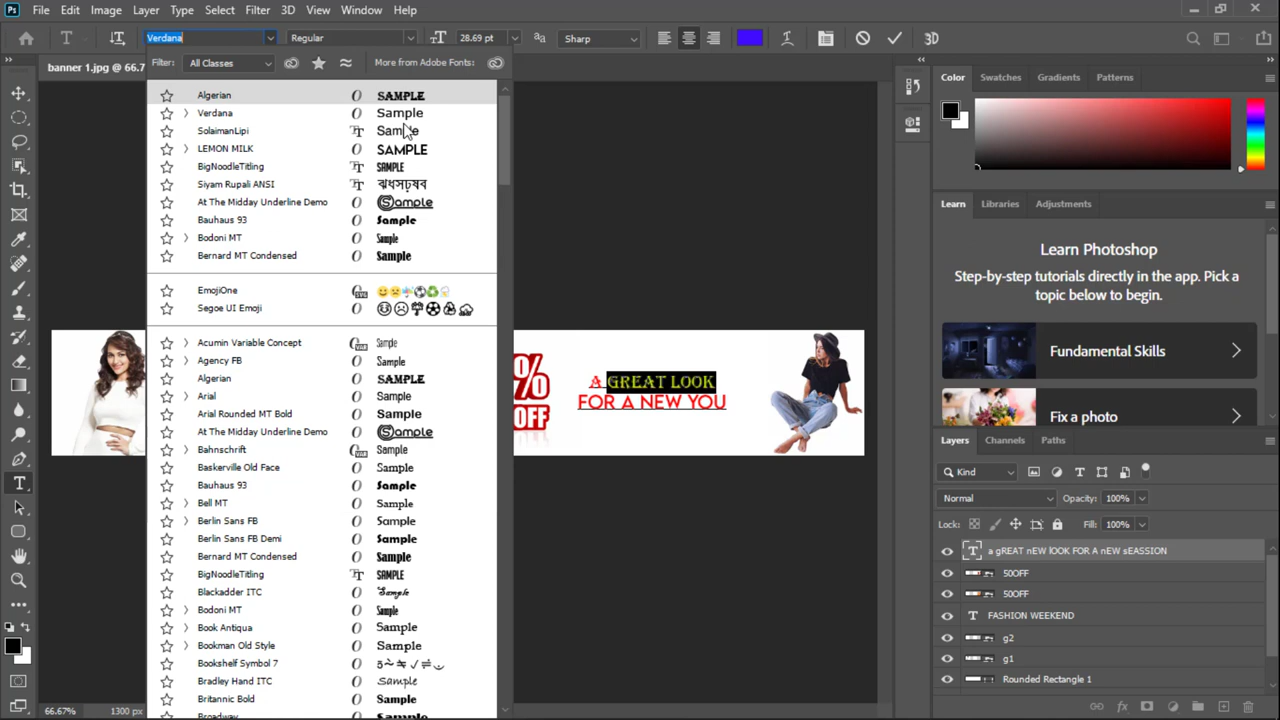 Ps File Edit Image Layer Type Select Filter 3D View Window Help
Verdana Regular 28.69 pt Sharp 3D
banner 1.jpg @ 66.7
Filter: All Classes More from Adobe Fonts:
Algerian SAMPLE
Verdana Sample
SolaimanLipi Sample
LEMON MILK SAMPLE
BigNoodleTitling SAMPLE
Siyam Rupali ANSI
At The Midday Underline Demo Sample
Bauhaus 93 Sample
Bodoni MT Sample
Bernard MT Condensed Sample
EmojiOne
Segoe UI Emoji
Acumin Variable Concept Sample
Agency FB Sample
Algerian SAMPLE
Arial Sample
Arial Rounded MT Bold Sample
At The Midday Underline Demo Sample
Bahnschrift Sample
Baskerville Old Face Sample
Bauhaus 93 Sample
Bell MT Sample
Berlin Sans FB Sample
Berlin Sans FB Demi Sample
Bernard MT Condensed Sample
BigNoodleTitling SAMPLE
Blackadder ITC Sample
Bodoni MT Sample
Book Antiqua Sample
Bookman Old Style Sample
Bookshelf Symbol 7
Bradley Hand ITC Sample
Britannic Bold Sample
Broadway Sample
%
OFF
A GREAT LOOK
FOR A NEW YOU
66.67% 1300 px
Color Swatches Gradients Patterns
Learn Libraries Adjustments
Learn Photoshop
Step-by-step tutorials directly in the app. Pick a
topic below to begin.
Fundamental Skills
Fix a photo
Layers Channels Paths
Kind
Normal Opacity: 100%
Lock: Fill: 100%
a gREAT nEW lOOK FOR A nEW sEASSION
50OFF
50OFF
FASHION WEEKEND
g2
g1
Rounded Rectangle 1